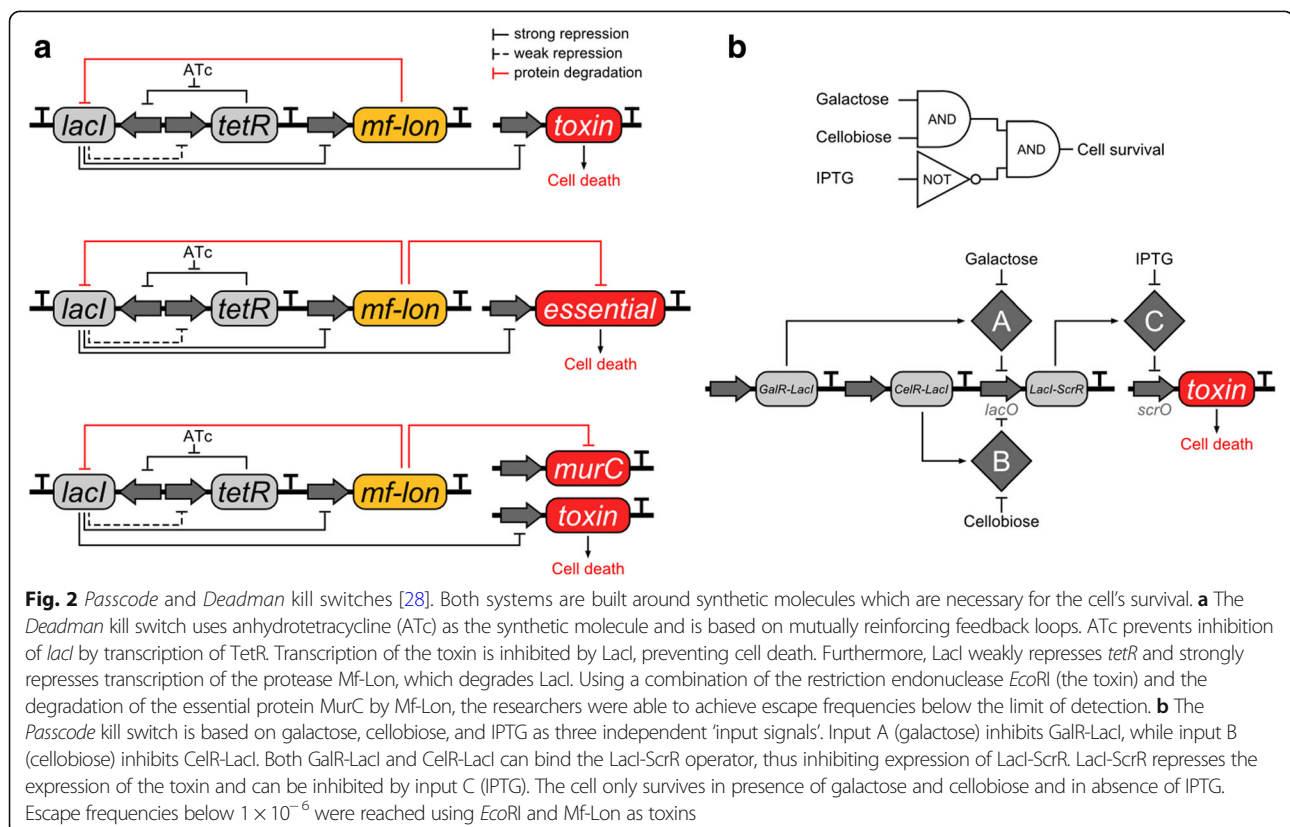 a
strong repression
weak repression
protein degradation
ATc
lacI
tetR
mf-lon
toxin
Cell death
ATc
lacI
tetR
mf-lon
essential
Cell death
ATc
lacI
tetR
mf-lon
murC
toxin
Cell death
b
Galactose
Cellobiose
IPTG
AND
NOT
AND
Cell survival
Galactose
IPTG
A
C
GalR-LacI
CelR-LacI
LacI-ScrR
toxin
lacO
scrO
B
Cell death
Cellobiose
Fig. 2 Passcode and Deadman kill switches [28]. Both systems are built around synthetic molecules which are necessary for the cell's survival. a The
Deadman kill switch uses anhydrotetracycline (ATc) as the synthetic molecule and is based on mutually reinforcing feedback loops. ATc prevents inhibition
of lacI by transcription of TetR. Transcription of the toxin is inhibited by LacI, preventing cell death. Furthermore, LacI weakly represses tetR and strongly
represses transcription of the protease Mf-Lon, which degrades LacI. Using a combination of the restriction endonuclease EcoRI (the toxin) and the
degradation of the essential protein MurC by Mf-Lon, the researchers were able to achieve escape frequencies below the limit of detection. b The
Passcode kill switch is based on galactose, cellobiose, and IPTG as three independent 'input signals'. Input A (galactose) inhibits GalR-LacI, while input B
(cellobiose) inhibits CelR-LacI. Both GalR-LacI and CelR-LacI can bind the LacI-ScrR operator, thus inhibiting expression of LacI-ScrR. LacI-ScrR represses the
expression of the toxin and can be inhibited by input C (IPTG). The cell only survives in presence of galactose and cellobiose and in absence of IPTG.
Escape frequencies below 1 × 10⁻⁶ were reached using EcoRI and Mf-Lon as toxins